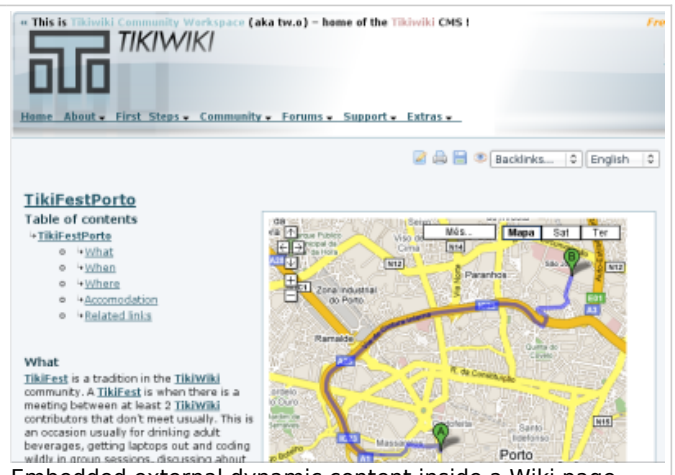 « This is Tikiwiki Community Workspace (aka tw.o) – home of the Tikiwiki CMS !
Fre
TIKIWIKI
Home About First Steps Community Forums Support Extras
Backlinks... English
TikiFestPorto
Table of contents
TikiFestPorto
What
When
Where
Accomodation
Related links
Més...
Mapa Sat Ter
N14
N12
N12
Paranhos
Zona Industrial
do Porto
E01
A3
Ramalde
R. da Constituição
N15
A
B
Massarelos
Porto
What
TikiFest is a tradition in the TikiWiki
community. A TikiFest is when there is a
meeting between at least 2 TikiWiki
contributors that don't meet usually. This is
an occasion usually for drinking adult
beverages, getting laptops out and coding
wildly in group sessions, discussing about
Embedded external dynamic content inside a Wiki page